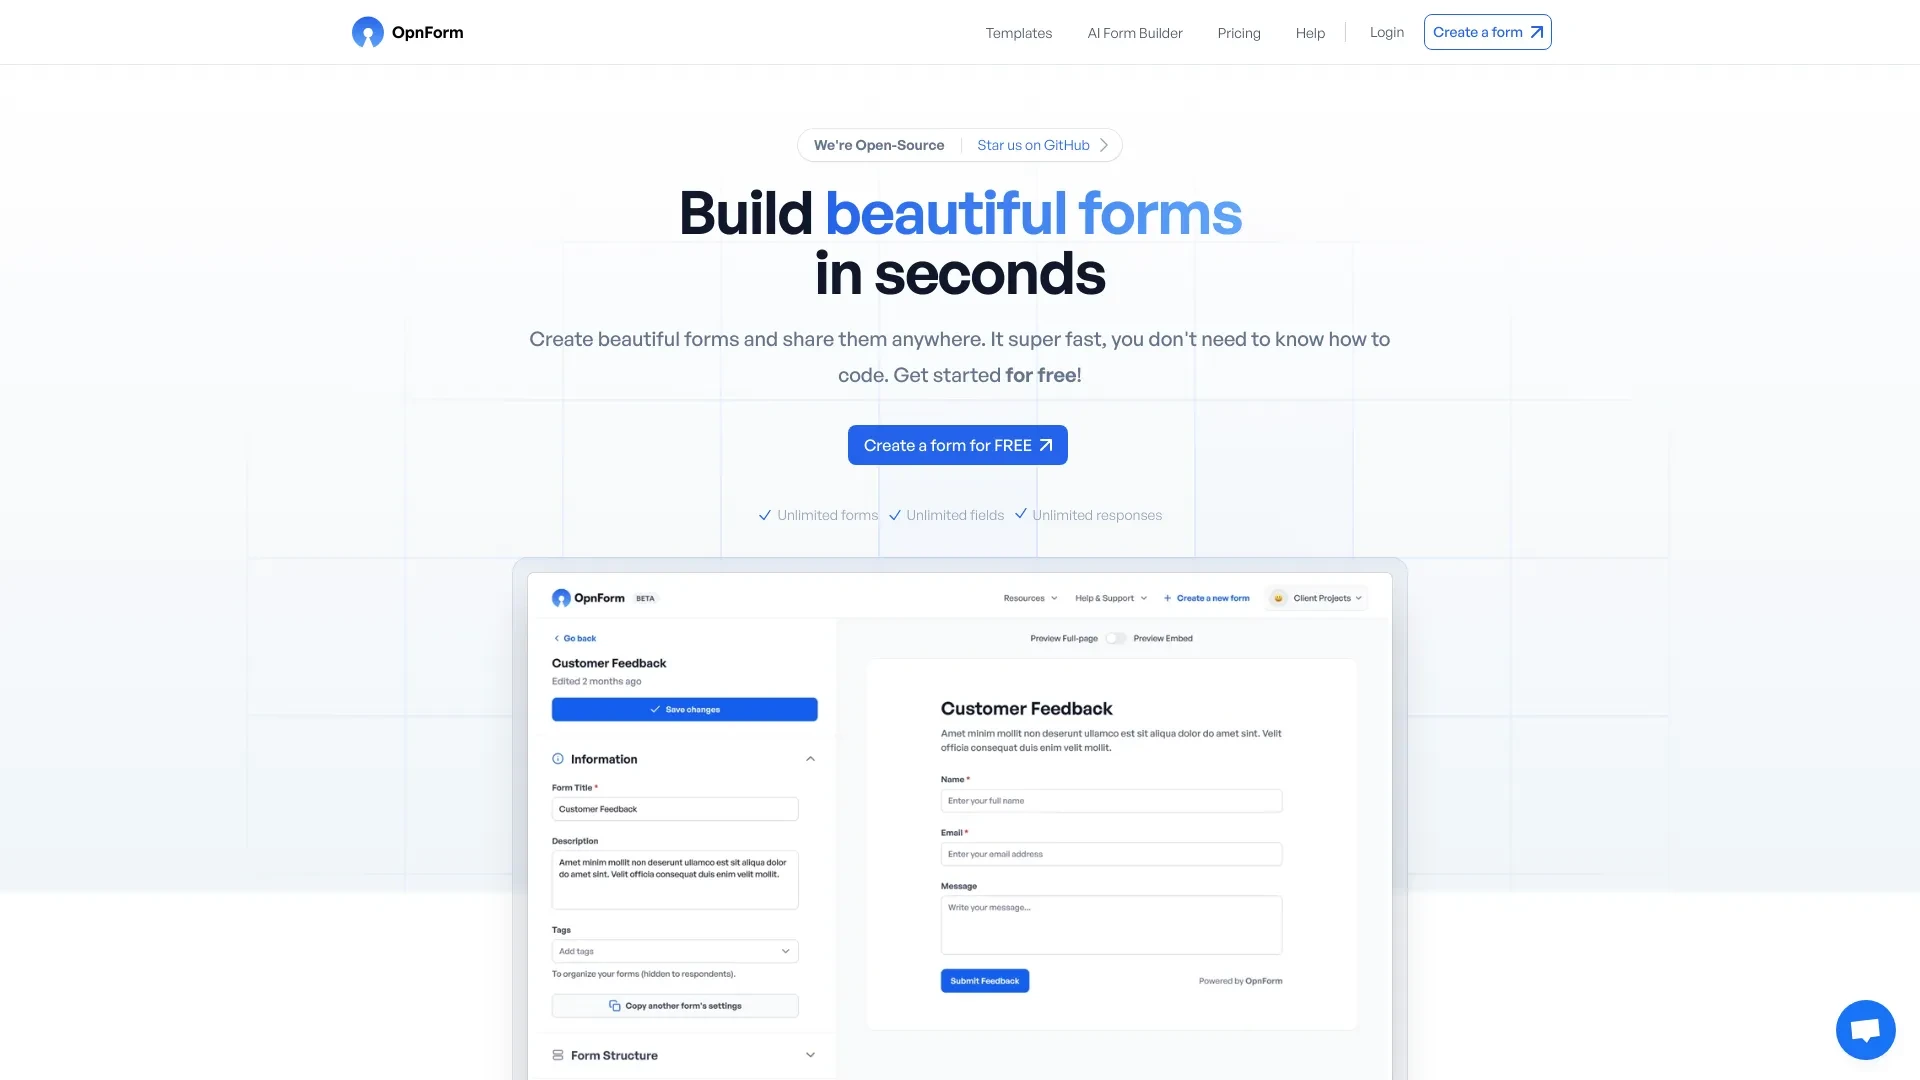 OpnForm
Templates
AI Form Builder
Pricing
Help
Login
Create a form
We're Open-Source
Star us on GitHub
Build beautiful forms
in seconds
Create beautiful forms and share them anywhere. It super fast, you don't need to know how to
code. Get started for free!
Create a form for FREE
Unlimited forms
Unlimited fields
Unlimited responses
OpnForm BETA
Resources
Help & Support
Create a new form
Client Projects
Go back
Customer Feedback
Edited 2 months ago
Save changes
Information
Form Title *
Customer Feedback
Description
Amet minim mollit non deserunt ullamco est sit aliqua dolor
do amet sint. Velit officia consequat duis enim velit mollit.
Tags
Add tags
To organize your forms (hidden to respondents).
Copy another form's settings
Form Structure
Preview Full-page
Preview Embed
Customer Feedback
Amet minim mollit non deserunt ullamco est sit aliqua dolor do amet sint. Velit
officia consequat duis enim velit mollit.
Name *
Enter your full name
Email *
Enter your email address
Message
Write your message...
Submit Feedback
Powered by OpnForm